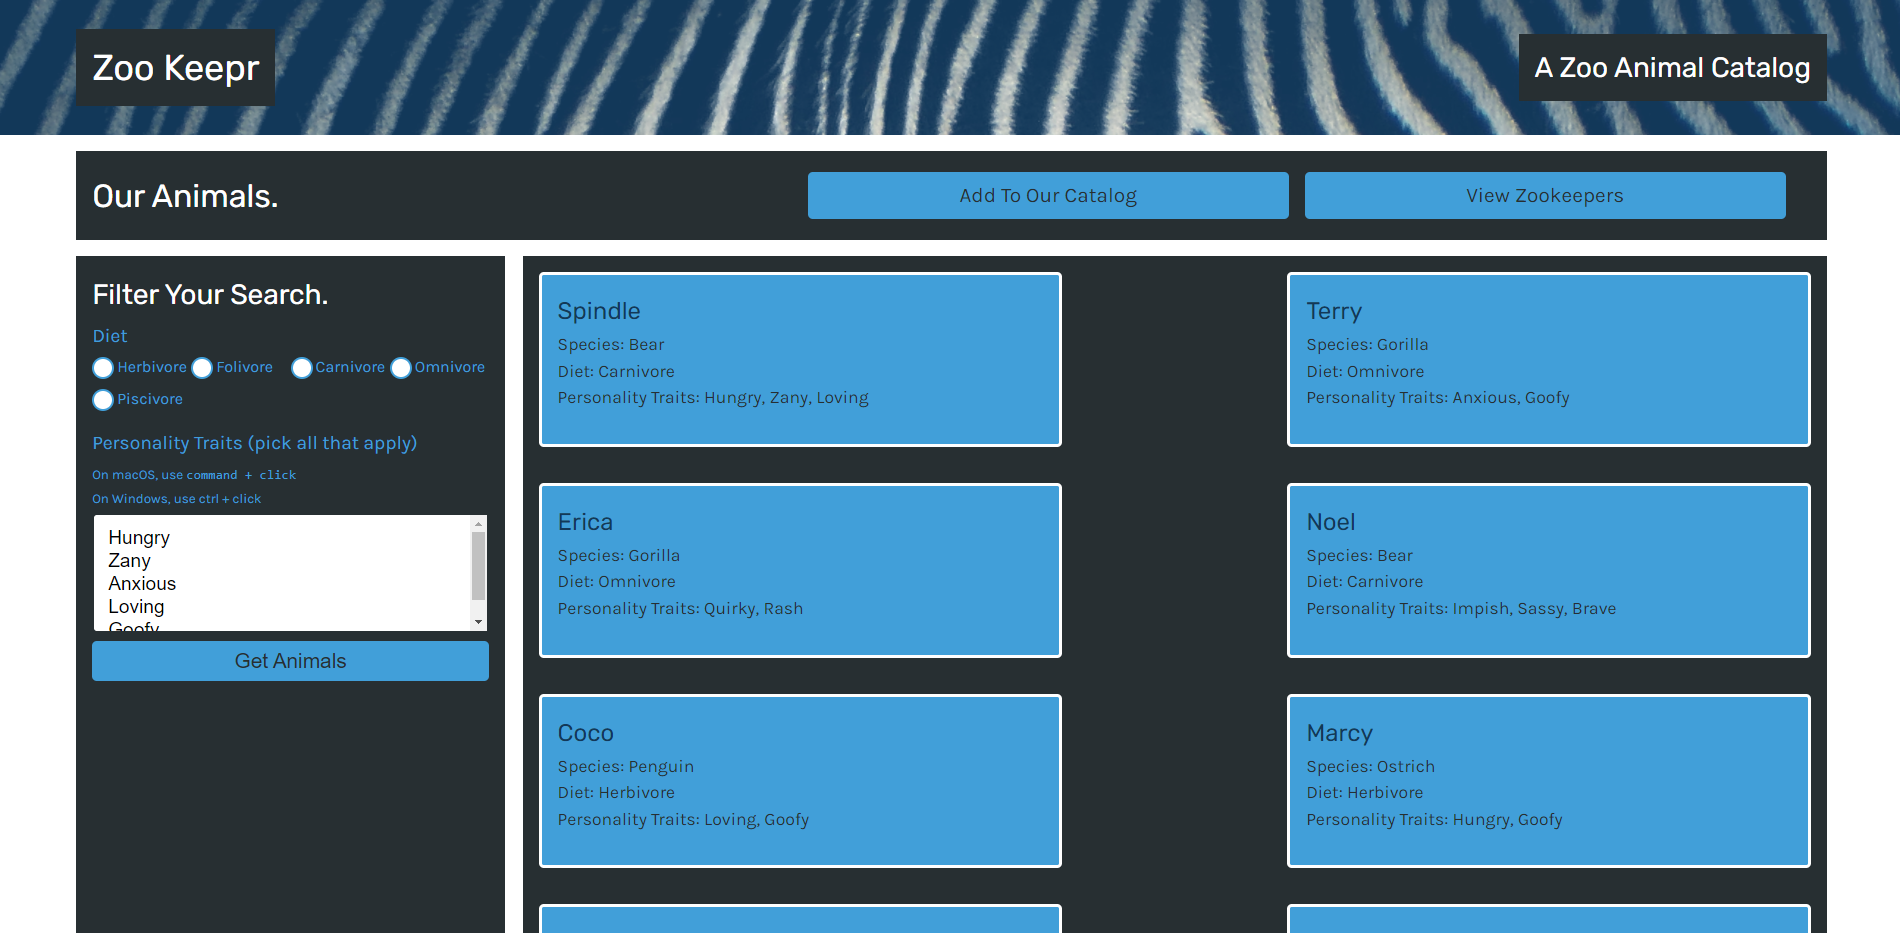 Zoo Keepr
A Zoo Animal Catalog
Our Animals.
Add To Our Catalog
View Zookeepers
Filter Your Search.
Diet
Herbivore
Folivore
Carnivore
Omnivore
Piscivore
Personality Traits (pick all that apply)
On macOS, use command + click
On Windows, use ctrl + click
Hungry
Zany
Anxious
Loving
Goofy
Get Animals
Spindle
Species: Bear
Diet: Carnivore
Personality Traits: Hungry, Zany, Loving
Terry
Species: Gorilla
Diet: Omnivore
Personality Traits: Anxious, Goofy
Erica
Species: Gorilla
Diet: Omnivore
Personality Traits: Quirky, Rash
Noel
Species: Bear
Diet: Carnivore
Personality Traits: Impish, Sassy, Brave
Coco
Species: Penguin
Diet: Herbivore
Personality Traits: Loving, Goofy
Marcy
Species: Ostrich
Diet: Herbivore
Personality Traits: Hungry, Goofy